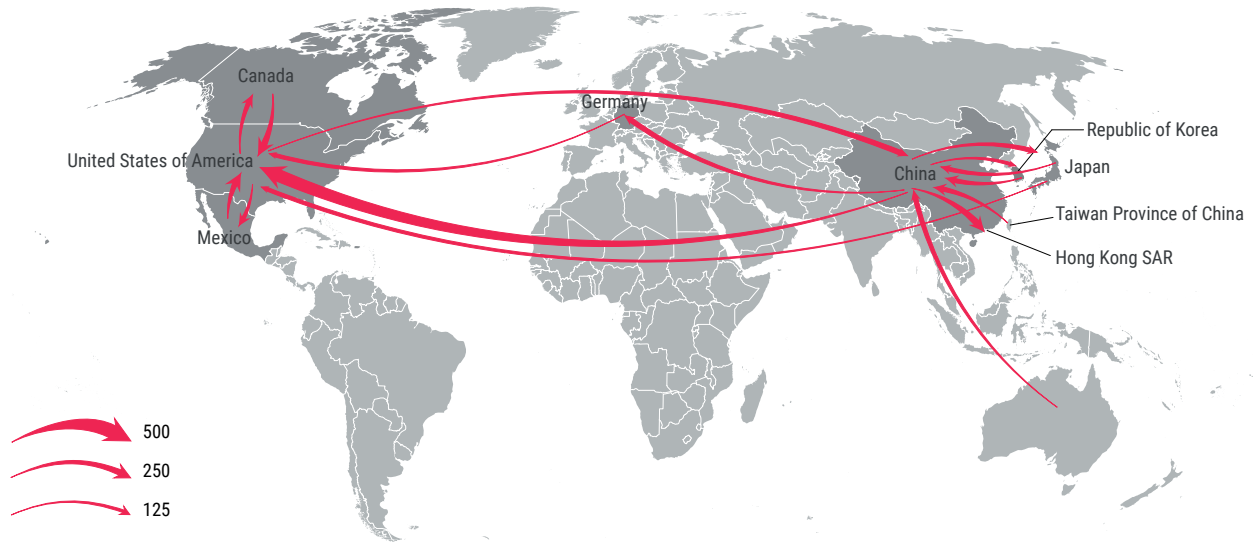 Canada
Germany
Republic of Korea
United States of America
Japan
China
Taiwan Province of China
Mexico
Hong Kong SAR
500
250
125